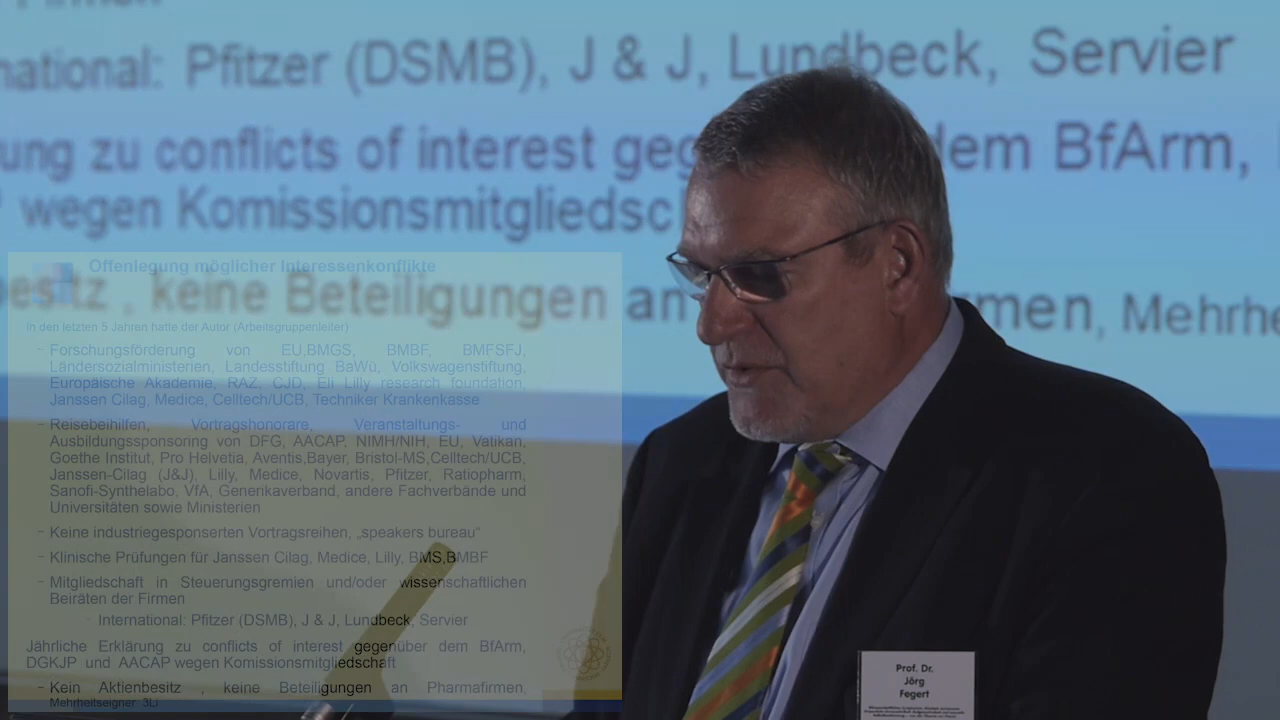 national: Pfitzer (DSMB), J & J, Lundbeck, Servier
rung zu conflicts of interest geg dem BfArm,
wegen Komissionsmitgliedsc
besitz , keine Beteiligungen an rmen, Mehrhe
Offenlegung möglicher Interessenkonflikte
In den letzten 5 Jahren hatte der Autor (Arbeitsgruppenleiter)
– Forschungsförderung von EU,BMGS, BMBF, BMFSFJ,
Ländersozialministerien, Landesstiftung BaWü, Volkswagenstiftung,
Europäische Akademie, RAZ, CJD, Eli Lilly research foundation,
Janssen Cilag, Medice, Celltech/UCB, Techniker Krankenkasse
– Reisebeihilfen, Vortragshonorare, Veranstaltungs- und
Ausbildungssponsoring von DFG, AACAP, NIMH/NIH, EU, Vatikan,
Goethe Institut, Pro Helvetia, Aventis,Bayer, Bristol-MS,Celltech/UCB,
Janssen-Cilag (J&J), Lilly, Medice, Novartis, Pfitzer, Ratiopharm,
Sanofi-Synthelabo, VfA, Generikaverband, andere Fachverbände und
Universitäten sowie Ministerien
– Keine industriegesponserten Vortragsreihen, „speakers bureau“
– Klinische Prüfungen für Janssen Cilag, Medice, Lilly, BMS,BMBF
– Mitgliedschaft in Steuerungsgremien und/oder wissenschaftlichen
Beiräten der Firmen
- International: Pfitzer (DSMB), J & J, Lundbeck, Servier
Jährliche Erklärung zu conflicts of interest gegenüber dem BfArm,
DGKJP und AACAP wegen Komissionsmitgliedschaft
– Kein Aktienbesitz , keine Beteiligungen an Pharmafirmen,
Mehrheitseigner 3Li
Prof. Dr.
Jörg
Fegert